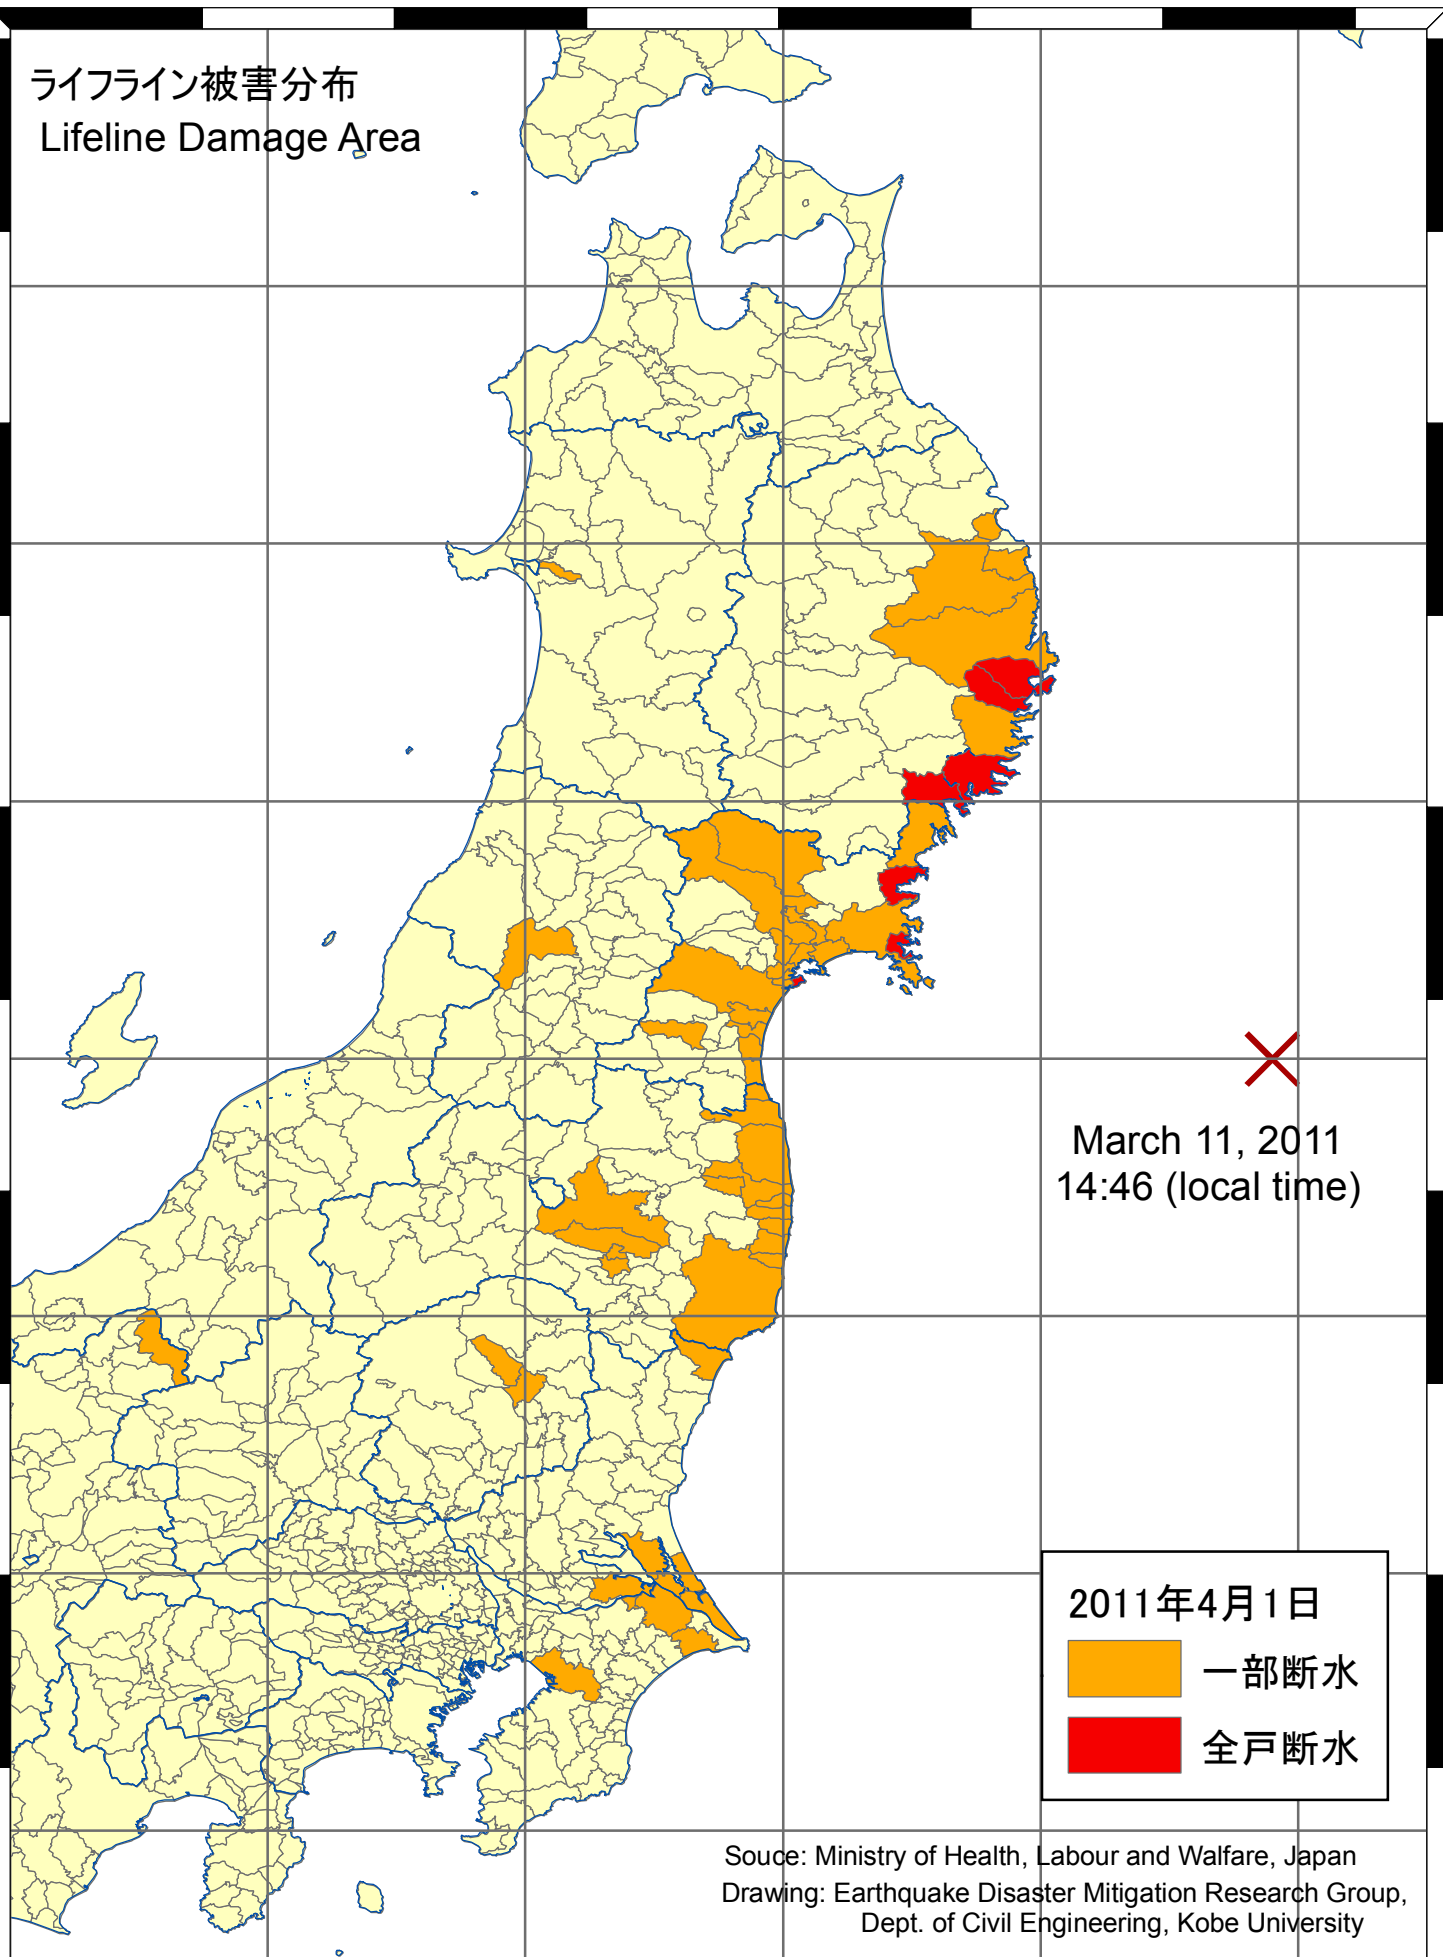 ライフライン被害分布
Lifeline Damage Area
March 11, 2011
14:46 (local time)
2011年4月1日
一部断水
全戸断水
Souce: Ministry of Health, Labour and Walfare, Japan
Drawing: Earthquake Disaster Mitigation Research Group,
Dept. of Civil Engineering, Kobe University